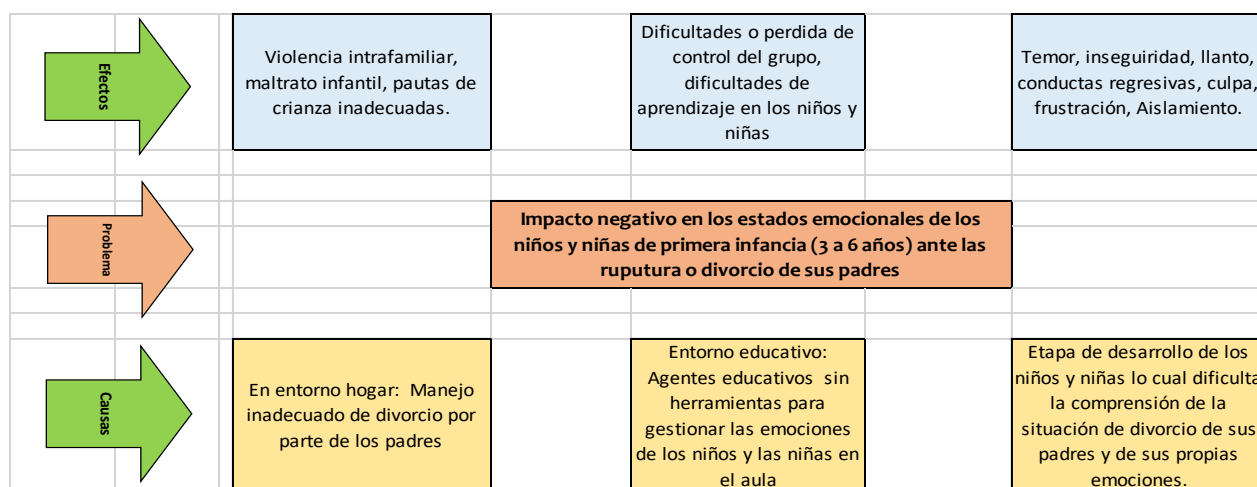 Efectos
Violencia intrafamiliar,
maltrato infantil, pautas de
crianza inadecuadas.
Dificultades o perdida de
control del grupo,
dificultades de
aprendizaje en los niños y
niñas
Temor, inseguiridad, llanto,
conductas regresivas, culpa,
frustración, Aislamiento.
Problema
Impacto negativo en los estados emocionales de los
niños y niñas de primera infancia (3 a 6 años) ante las
ruputura o divorcio de sus padres
Causas
En entorno hogar: Manejo
inadecuado de divorcio por
parte de los padres
Entorno educativo:
Agentes educativos sin
herramientas para
gestionar las emociones
de los niños y las niñas en
el aula
Etapa de desarrollo de los
niños y niñas lo cual dificulta
la comprensión de la
situación de divorcio de sus
padres y de sus propias
emociones.